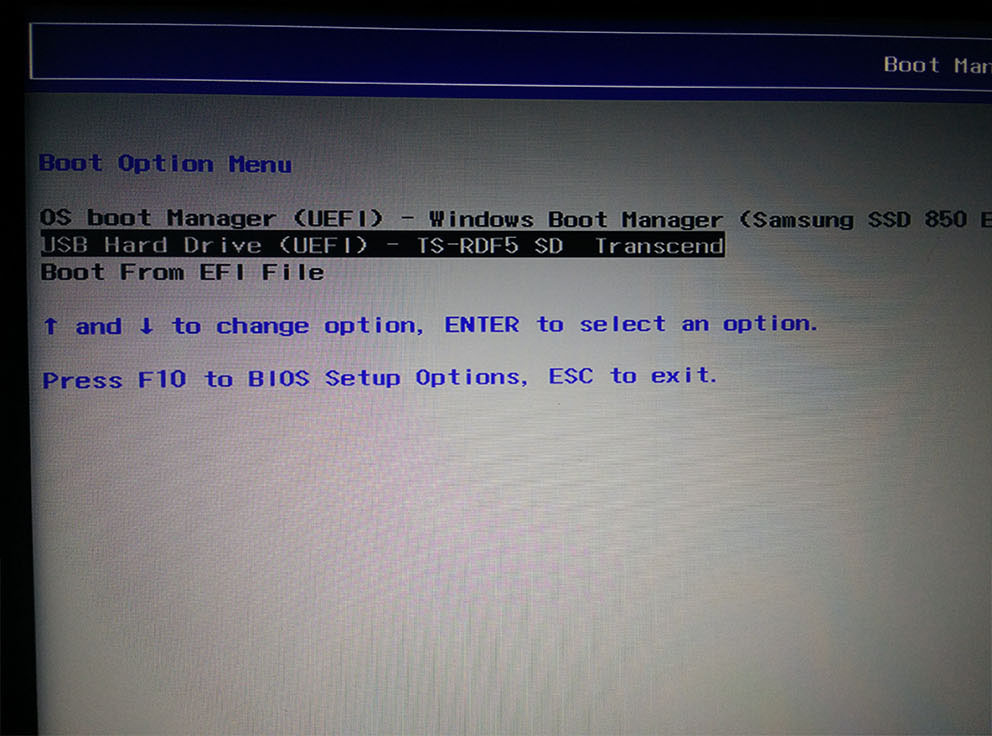 Boot Man
Boot Option Menu
OS boot Manager (UEFI) - Windows Boot Manager (Samsung SSD 850 E
USB Hard Drive (UEFI) - TS-RDF5 SD  Transcend
Boot From EFI File
↑ and ↓ to change option, ENTER to select an option.
Press F10 to BIOS Setup Options, ESC to exit.